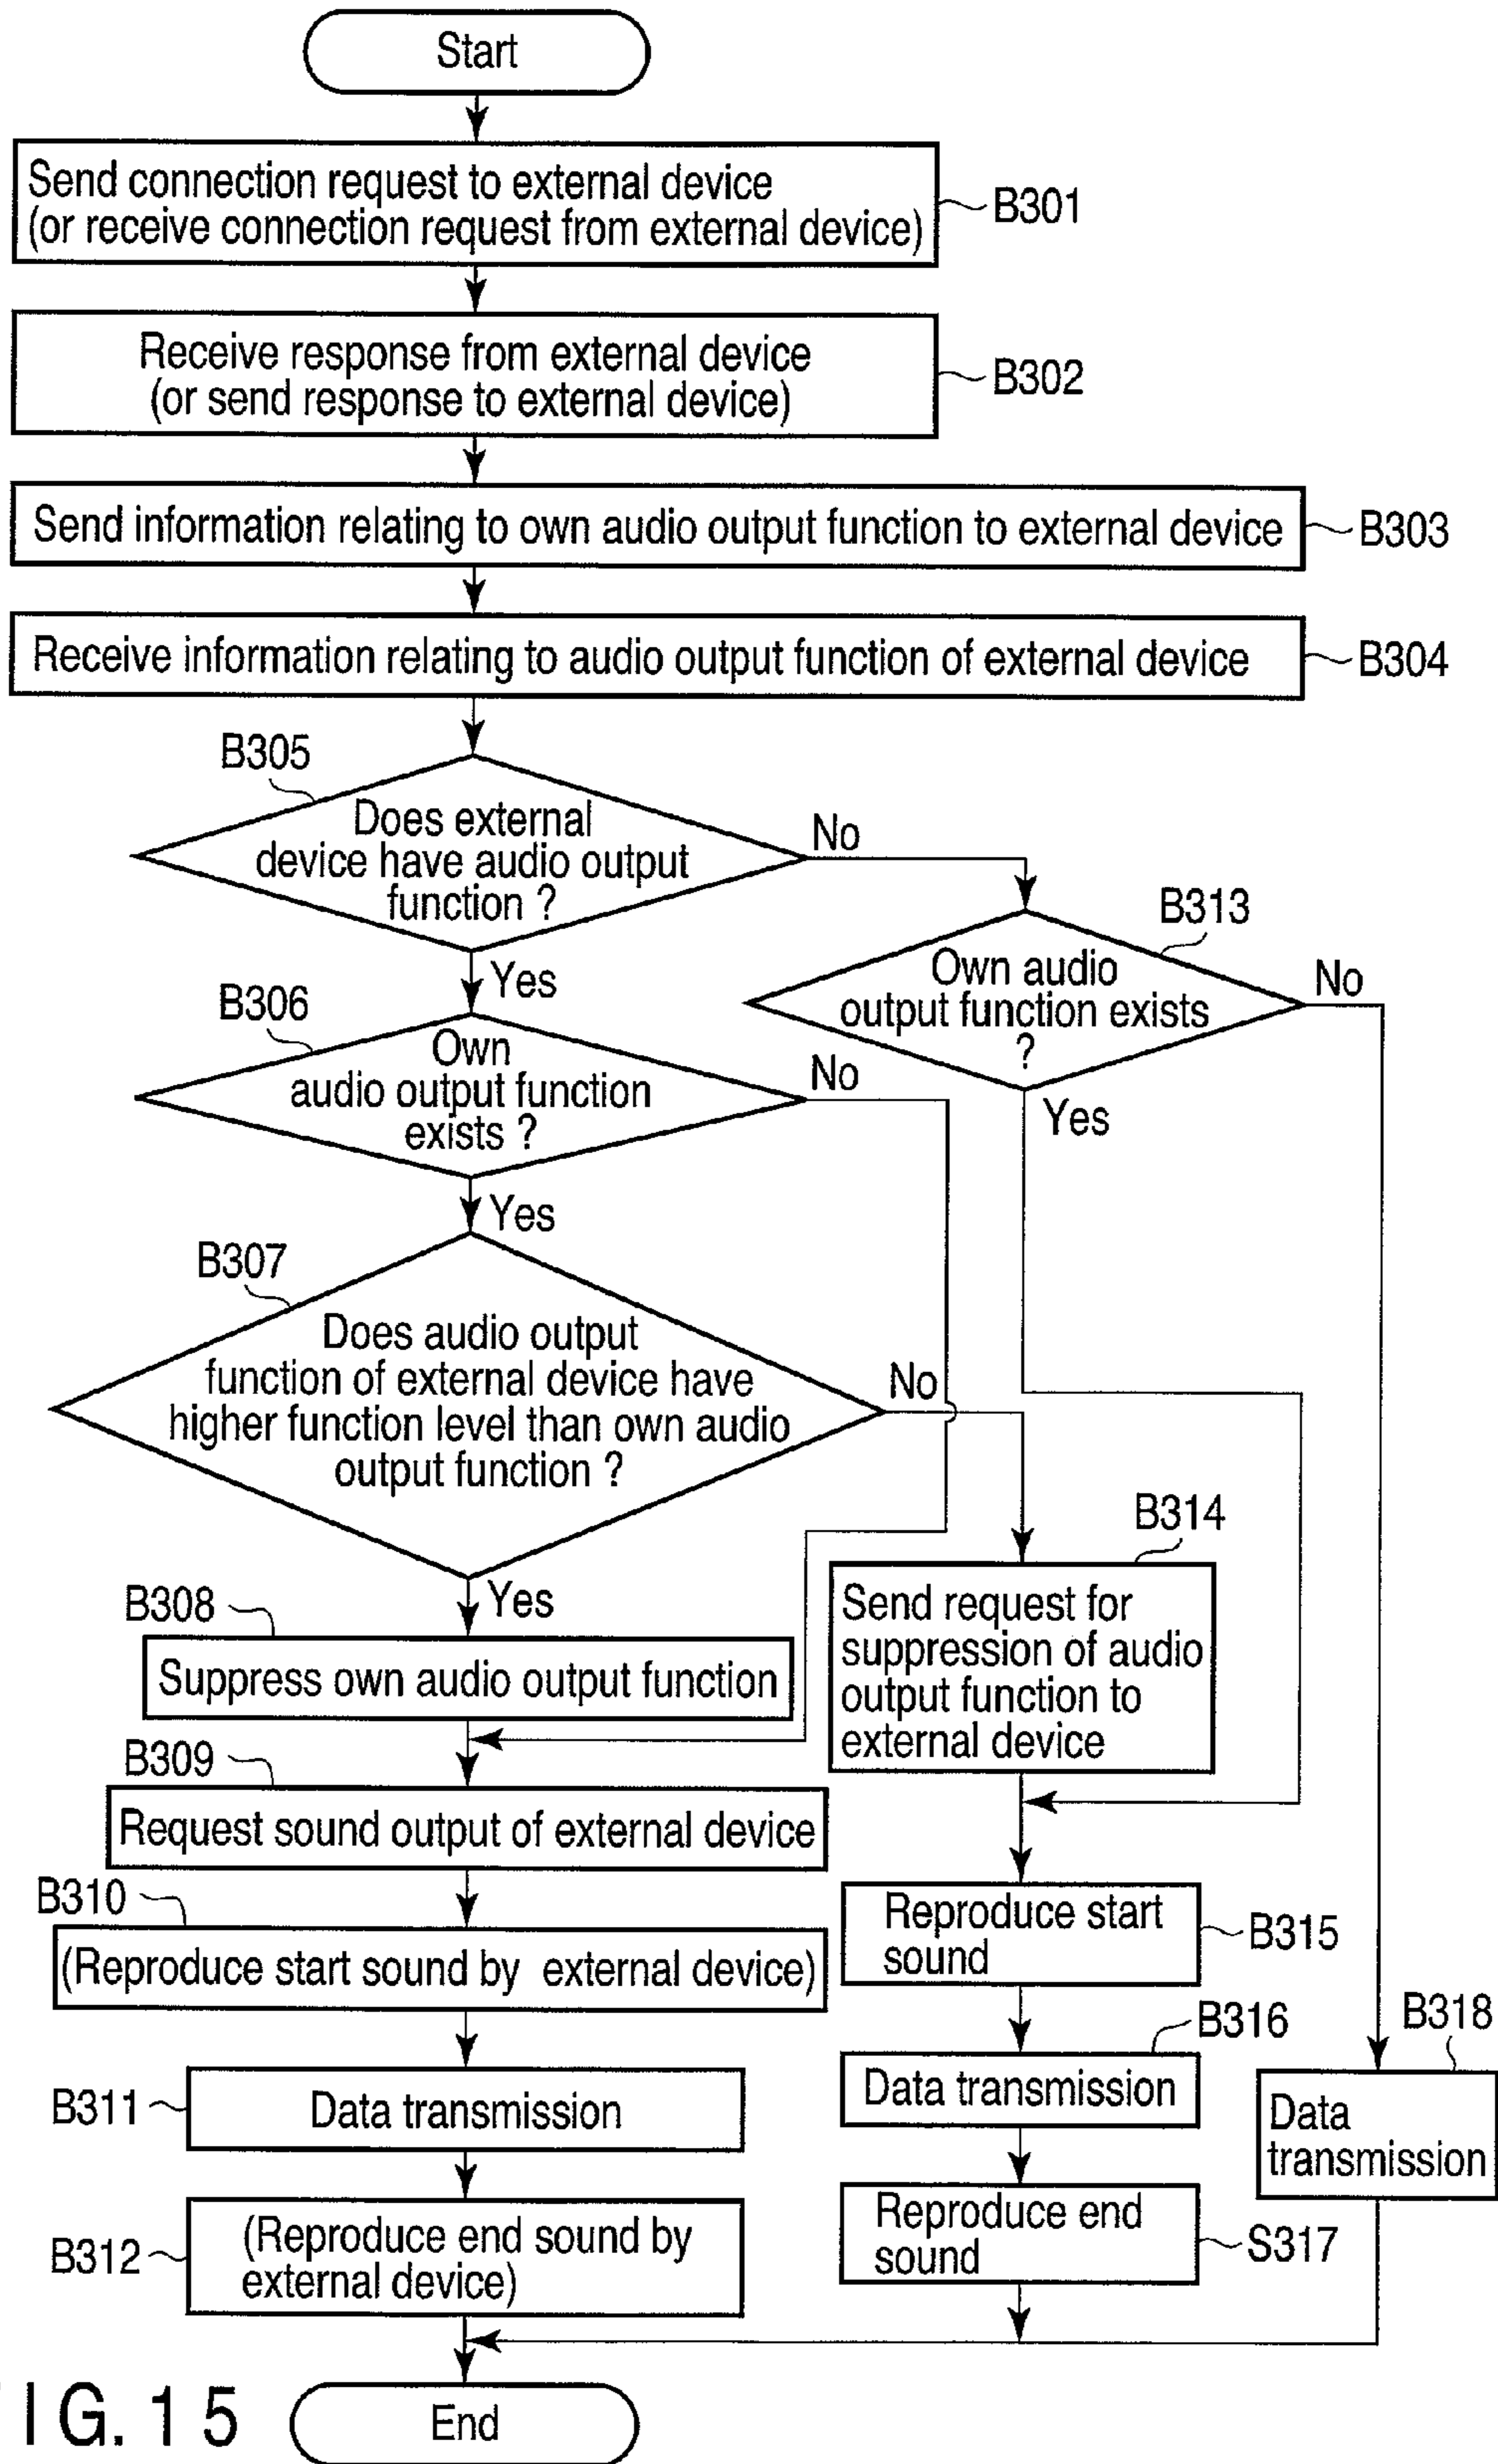 Start
Send connection request to external device
(or receive connection request from external device)
B301
Receive response from external device
(or send response to external device)
B302
Send information relating to own audio output function to external device
B303
Receive information relating to audio output function of external device
B304
B305
Does external
device have audio output
function ?
No
Yes
B313
Own audio
output function exists
?
No
Yes
B306
Own
audio output function
exists ?
No
Yes
B307
Does audio output
function of external device have
higher function level than own audio
output function ?
No
Yes
B314
Send request for
suppression of audio
output function to
external device
B308
Suppress own audio output function
B309
Request sound output of external device
B310
(Reproduce start sound by external device)
Reproduce start
sound
B315
B316
Data transmission
B318
Data
transmission
B311
Data transmission
B312
(Reproduce end sound by
external device)
Reproduce end
sound
S317
End
IG. 15